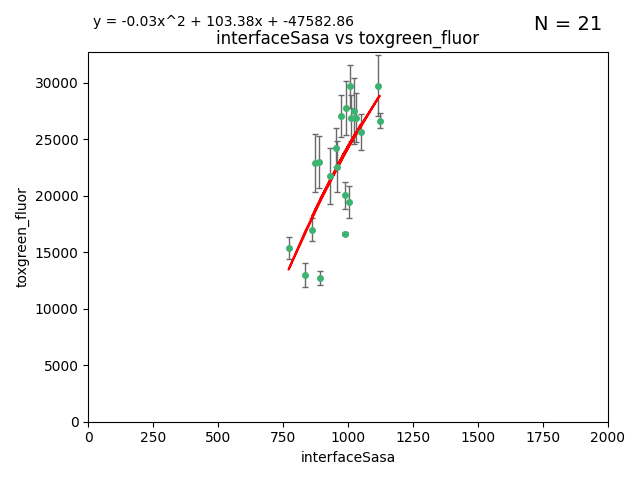 y = -0.03x^2 + 103.38x + -47582.86
N = 21
interfaceSasa vs toxgreen_fluor
30000
25000
20000
15000
10000
5000
0
toxgreen_fluor
0 250 500 750 1000 1250 1500 1750 2000
interfaceSasa